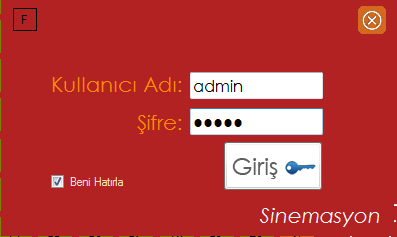 F
Kullanıcı Adı: admin
Şifre: ●●●●●
Giriş
Beni Hatırla
Sinemasyon